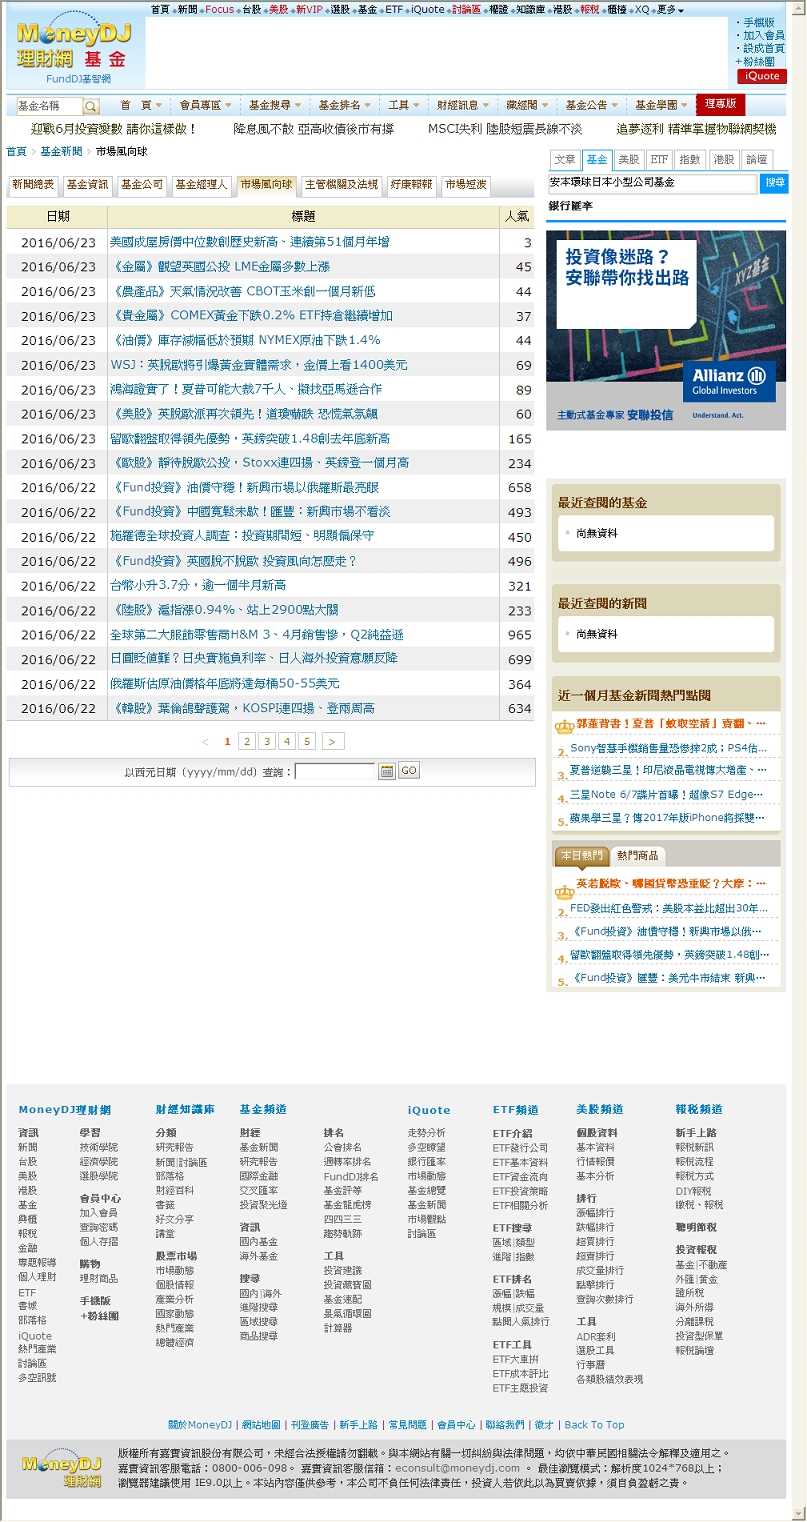 首頁 新聞 Focus 台股 美股 新VIP 選股 基金 ETF iQuote 討論區 權證 知識庫 港股 報稅 櫃檯 XQ 更多
MoneyDJ
理財網 基金
FundDJ基智網
・手機版
・加入會員
・設成首頁
+粉絲團
iQuote
基金名稱
首 頁 會員專區 基金搜尋 基金排名 工具 財經訊息 藏經閣 基金公告 基金學園 理專版
迎戰6月投資變數 請你這樣做！ 降息風不散 亞高收債後市有撐 MSCI失利 陸股短震長線不淡 追夢逐利 精準掌握物聯網契機
首頁 > 基金新聞 > 市場風向球
文章 基金 美股 ETF 指數 港股 論壇
安本環球日本小型公司基金 搜尋
銀行匯率
新聞總表 基金資訊 基金公司 基金經理人 市場風向球 主管機關及法規 好康報報 市場短波
日期 標題 人氣
2016/06/23 美國成屋房價中位數創歷史新高、連續第51個月年增 3
2016/06/23 《金屬》觀望英國公投 LME金屬多數上漲 45
2016/06/23 《農產品》天氣情況改善 CBOT玉米創一個月新低 44
2016/06/23 《貴金屬》COMEX黃金下跌0.2% ETF持倉繼續增加 37
2016/06/23 《油價》庫存減幅低於預期 NYMEX原油下跌1.4% 44
2016/06/23 WSJ：英脫歐將引爆黃金實體需求，金價上看1400美元 69
2016/06/23 鴻海證實了！夏普可能大裁7千人、擬找亞馬遜合作 89
2016/06/23 《美股》英脫歐派再次領先！道瓊嚇跌 恐慌氣氛飆 60
2016/06/23 留歐翻盤取得領先優勢，英鎊突破1.48創去年底新高 165
2016/06/23 《歐股》靜待脫歐公投，Stoxx連四揚、英鎊登一個月高 234
2016/06/22 《Fund投資》油價守穩！新興市場以俄羅斯最亮眼 658
2016/06/22 《Fund投資》中國寬鬆未歇！匯豐：新興市場不看淡 493
2016/06/22 施羅德全球投資人調查：投資期間短、明顯偏保守 450
2016/06/22 《Fund投資》英國脫不脫歐 投資風向怎麼走？ 496
2016/06/22 台幣小升3.7分，逾一個半月新高 321
2016/06/22 《陸股》滬指漲0.94%、站上2900點大關 233
2016/06/22 全球第二大服飾零售商H&M 3、4月銷售慘，Q2純益遜 965
2016/06/22 日圓貶值難？日央實施負利率、日人海外投資意願反降 699
2016/06/22 俄羅斯估原油價格年底將達每桶50-55美元 364
2016/06/22 《韓股》葉倫鴿聲護駕，KOSPI連四揚、登兩周高 634
< 1 2 3 4 5 >
以西元日期（yyyy/mm/dd）查詢： GO
投資像迷路？
安聯帶你找出路
XYZ基金
Allianz
Global Investors
主動式基金專家 安聯投信 Understand. Act.
最近查閱的基金
尚無資料
最近查閱的新聞
尚無資料
近一個月基金新聞熱門點閱
郭董背書！夏普「蚊取空清」賣翻、…
2. Sony智慧手機銷售量恐慘摔2成；PS4估...
3. 夏普逆襲三星！印尼液晶電視傳大增產、…
4. 三星Note 6/7諜片首曝！超像S7 Edge…
5. 蘋果學三星？傳2017年版iPhone將採雙…
本日熱門 熱門商品
英若脫歐、哪國貨幣恐重貶？大摩：…
2. FED發出紅色警戒：美股本益比超出30年...
3. 《Fund投資》油價守穩！新興市場以俄…
4. 留歐翻盤取得領先優勢，英鎊突破1.48創…
5. 《Fund投資》匯豐：美元牛市結束 新興…
MoneyDJ理財網
資訊
新聞
台股
美股
港股
基金
興櫃
報稅
金融
專題報導
個人理財
ETF
書城
部落格
iQuote
熱門產業
討論區
多空訊號
學習
技術學院
經濟學院
選股學院
會員中心
加入會員
查詢密碼
個人存摺
購物
理財商品
手機版
+粉絲團
財經知識庫
分類
研究報告
新聞|討論區
部落格
財經百科
書籤
好文分享
講堂
股票市場
市場動態
個股情報
產業分析
國家動態
熱門產業
總體經濟
基金頻道
財經
基金新聞
研究報告
國際金融
交叉匯率
投資聚光燈
資訊
國內基金
海外基金
搜尋
國內|海外
進階搜尋
區域搜尋
商品搜尋
排名
公會排名
週轉率排名
FundDJ排名
基金評等
基金龍虎榜
四四三三
趨勢軌跡
工具
投資建議
投資藏寶圖
基金速配
景氣循環圖
計算器
iQuote
走勢分析
多空瞭望
銀行匯率
市場動態
基金總覽
基金新聞
市場觀點
討論區
ETF頻道
ETF介紹
ETF發行公司
ETF基本資料
ETF資金流向
ETF投資策略
ETF相關分析
ETF搜尋
區域|類型
進階|指數
ETF排名
漲幅|跌幅
規模|成交量
點閱人氣排行
ETF工具
ETF大車拚
ETF成本評比
ETF主題投資
美股頻道
個股資料
基本資料
行情報價
基本分析
排行
漲幅排行
跌幅排行
超買排行
超賣排行
成交量排行
點擊排行
查詢次數排行
工具
ADR套利
選股工具
行事曆
各類股績效表現
報稅頻道
新手上路
報稅新訊
報稅流程
報稅方式
DIY報稅
繳稅、報稅
聰明節稅
投資報稅
基金|不動產
外匯|黃金
證所稅
海外所得
分離課稅
投資型保單
報稅論壇
關於MoneyDJ | 網站地圖 | 刊登廣告 | 新手上路 | 常見問題 | 會員中心 | 聯絡我們 | 徵才 | Back To Top
MoneyDJ
理財網
版權所有嘉實資訊股份有限公司，未經合法授權請勿翻載。與本網站有關一切糾紛與法律問題，均依中華民國相關法令解釋及適用之。
嘉實資訊客服電話：0800-006-098。 嘉實資訊客服信箱：econsult@moneydj.com 。 最佳瀏覽模式：解析度1024*768以上；
瀏覽器建議使用 IE9.0以上。本站內容僅供參考，本公司不負任何法律責任，投資人若依此以為買賣依據，須自負盈虧之責。